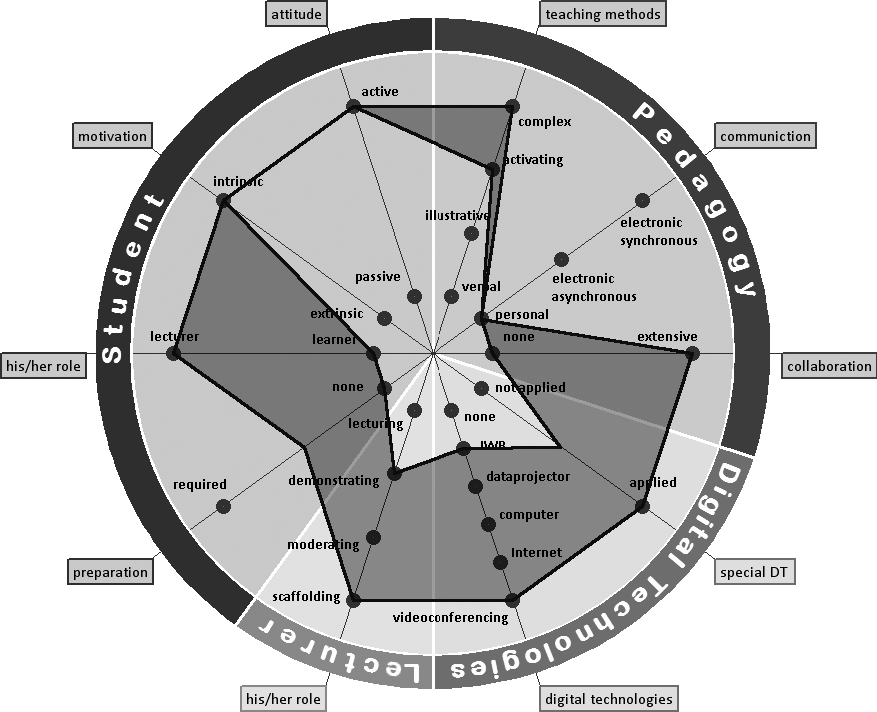 attitude
teaching methods
active
complex
Pedagogy
motivation
communiction
activating
intrinsic
illustrative
electronic
synchronous
Student
passive
verbal
electronic
asynchronous
extrinsic
personal
lecturer
learner
none
extensive
his/her role
collaboration
none
not applied
lecturing
none
IWB
required
demonstrating
dataprojector
applied
computer
moderating
Internet
preparation
special DT
scaffolding
videoconferencing
Lecturer
Digital Technologies
his/her role
digital technologies